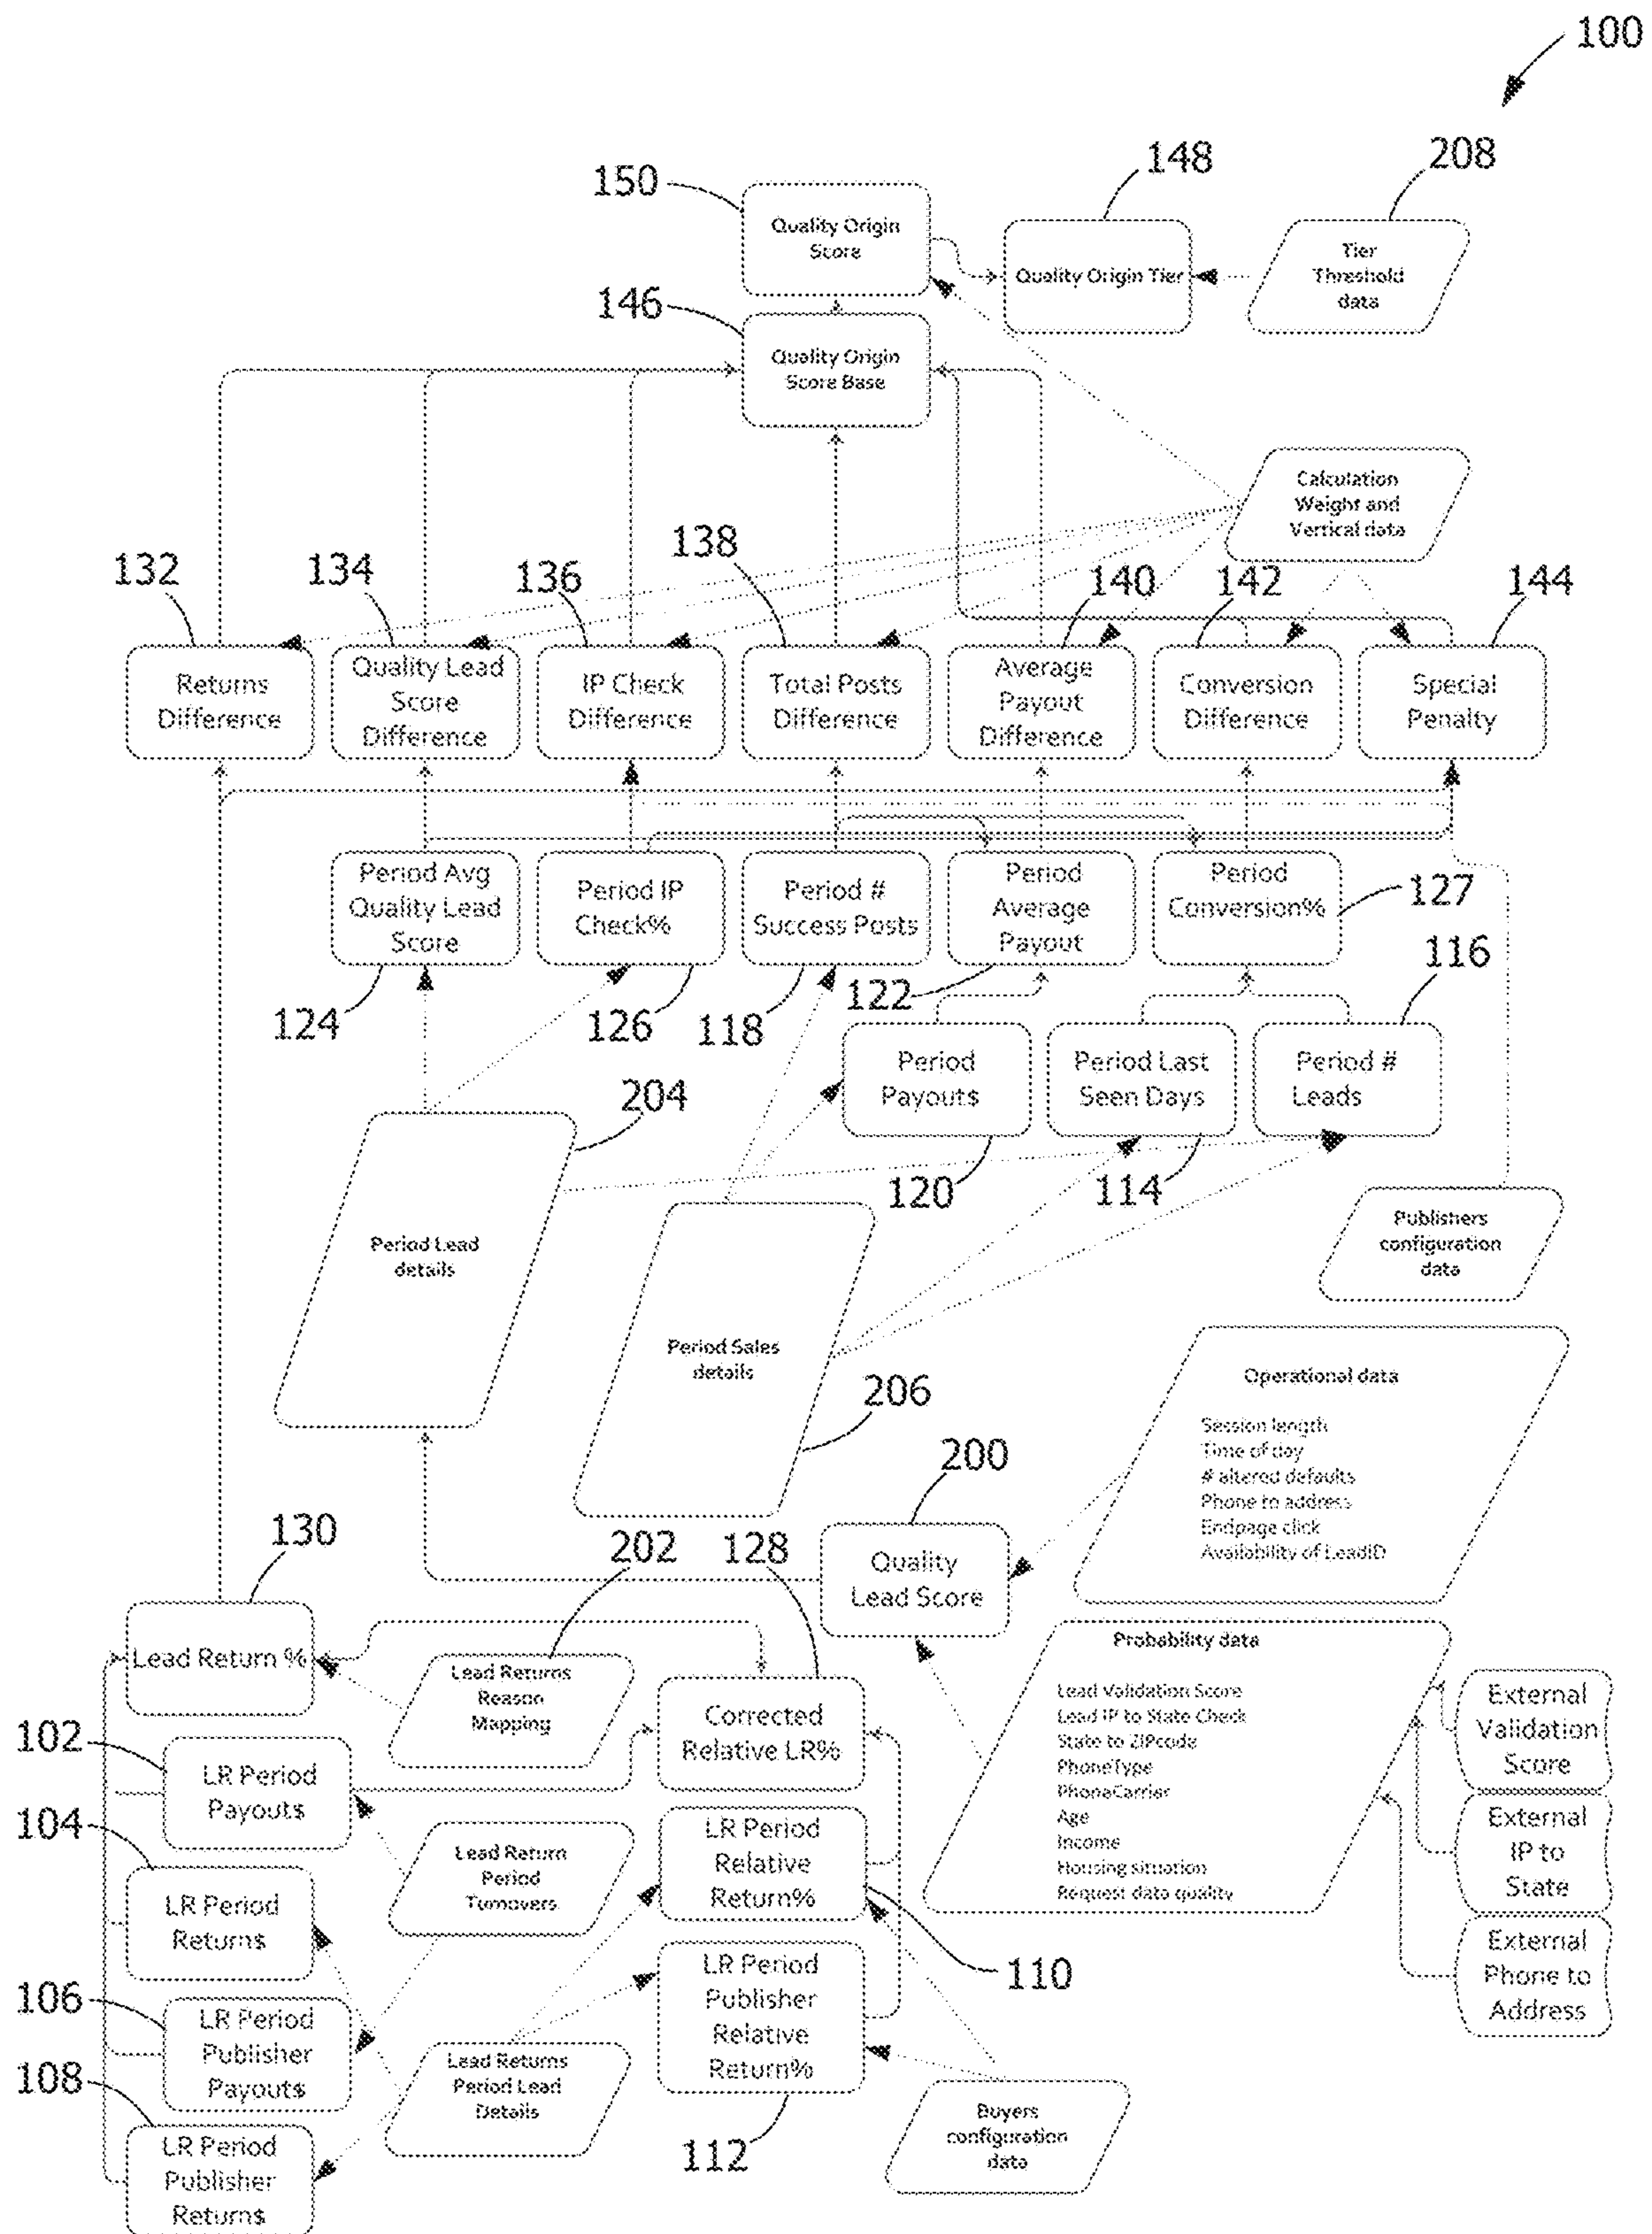 100
148
208
150
Quality Origin
Score
Quality Origin Tier
Tier
Threshold
data
146
Quality Origin
Score Base
Calculation
Weight and
Vertical data
132
134
136
138
140
142
144
Returns
Difference
Quality Lead
Score
Difference
IP Check
Difference
Total Posts
Difference
Average
Payout
Difference
Conversion
Difference
Special
Penalty
Period Avg
Quality Lead
Score
Period IP
Check%
Period #
Success Posts
Period
Average
Payout
Period
Conversion%
127
116
124
126
118
122
Period
Payout$
Period Last
Seen Days
Period #
Leads
204
120
114
Period Lead
details
Publishers
configuration
data
Period Sales
details
206
Operational data
Session length
Time of day
# altered defaults
Phone to address
Endpage click
Availability of LeadID
200
Quality
Lead Score
130
202
128
Lead Return %
Lead Returns
Reason
Mapping
Corrected
Relative LR%
Probability data
Lead Validation Score
Lead IP to State Check
State to ZIPcode
PhoneType
PhoneCarrier
Age
Income
Housing situation
Request data quality
External
Validation
Score
External
IP to
State
External
Phone to
Address
102
LR Period
Payout$
104
LR Period
Return$
Lead Return
Period
Turnovers
LR Period
Relative
Return%
110
106
LR Period
Publisher
Payout$
LR Period
Publisher
Relative
Return%
112
108
LR Period
Publisher
Return$
Lead Returns
Period Lead
Details
Buyers
configuration
data